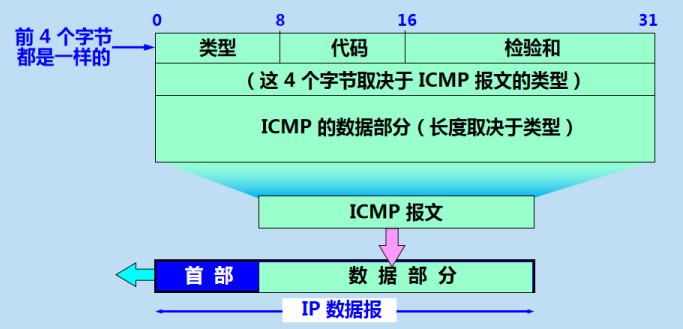 0 8 16 31
前 4 个字节
都是一样的
类型 代码 检验和
(这 4 个字节取决于 ICMP 报文的类型)
ICMP 的数据部分(长度取决于类型)
ICMP 报文
首 部 数 据 部 分
IP 数据报